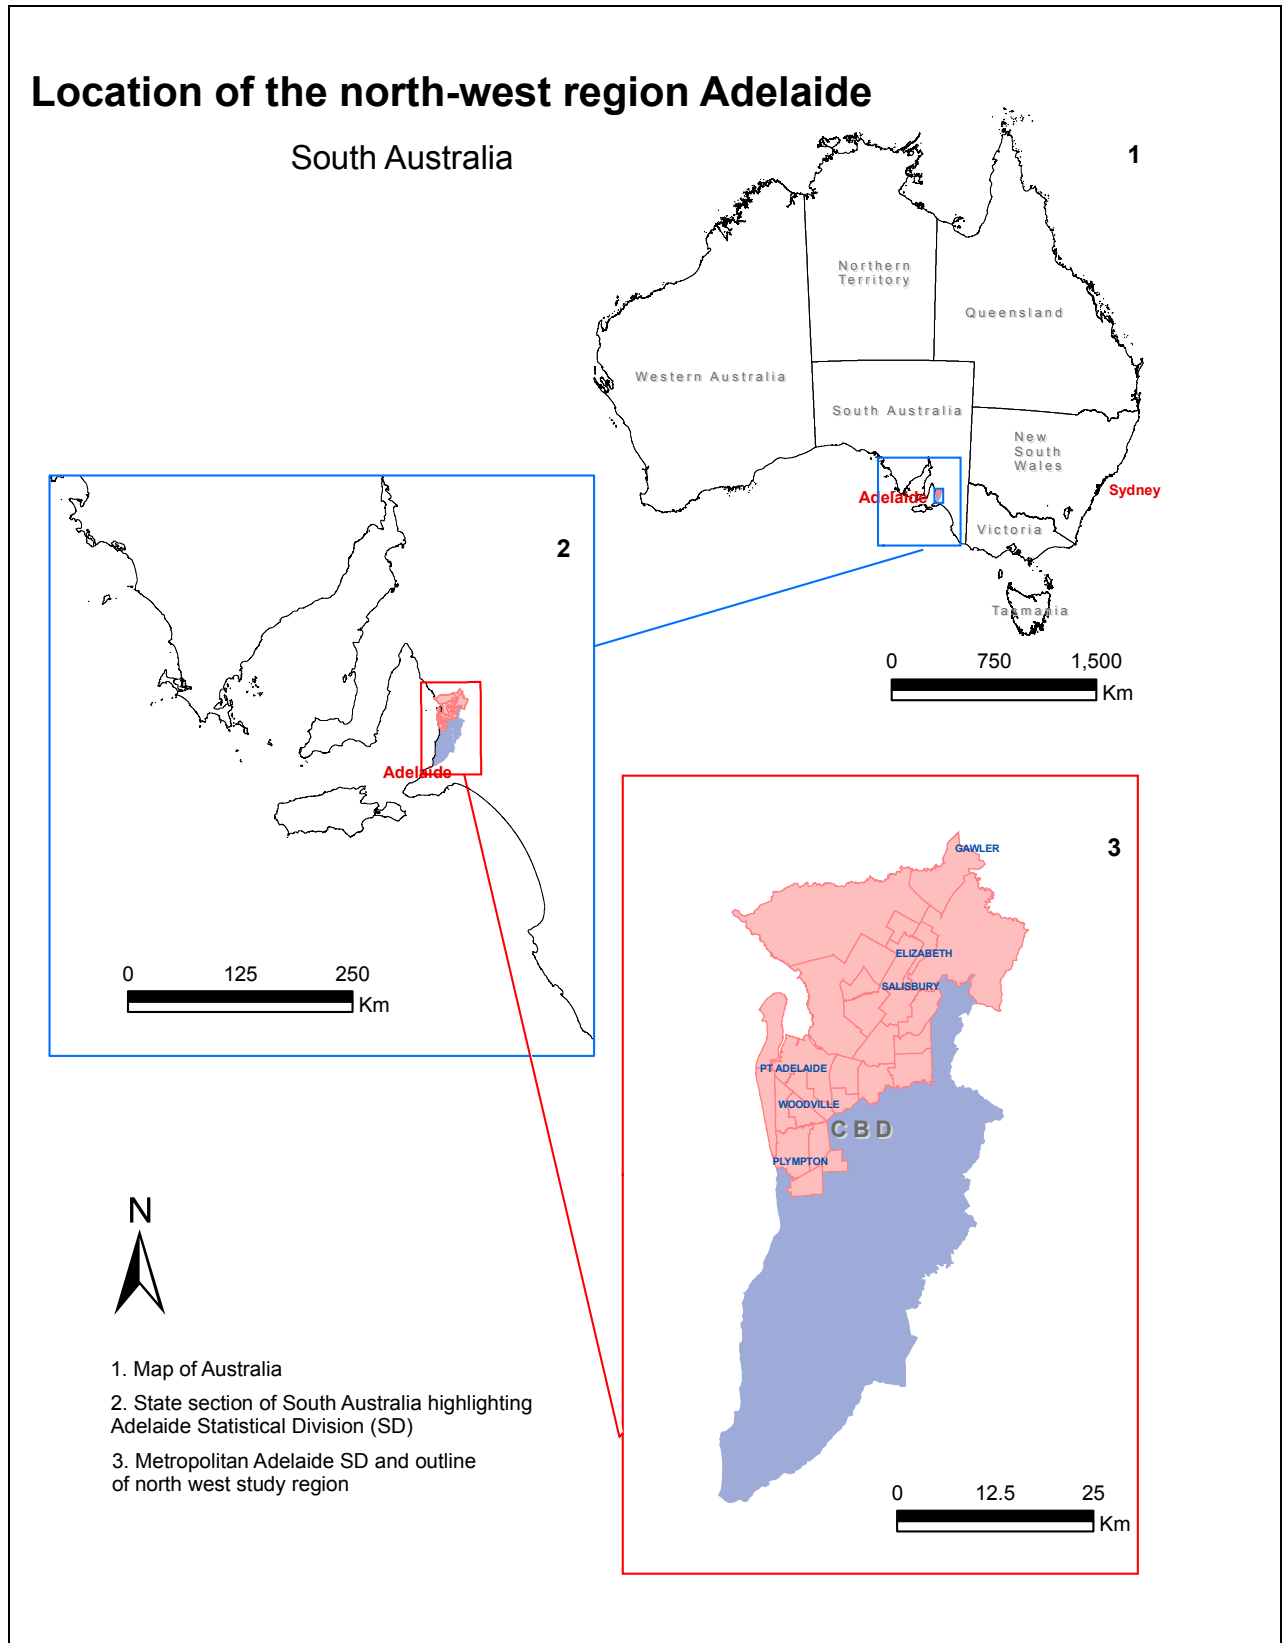 Location of the north-west region Adelaide
South Australia
1
Northern
Territory
Queensland
Western Australia
South Australia
New
South
Wales
Sydney
Adelaide
Victoria
Tasmania
0 750 1,500
Km
2
Adelaide
0 125 250
Km
3
GAWLER
ELIZABETH
SALISBURY
PT ADELAIDE
WOODVILLE
CBD
PLYMPTON
0 12.5 25
Km
N
1. Map of Australia
2. State section of South Australia highlighting
Adelaide Statistical Division (SD)
3. Metropolitan Adelaide SD and outline
of north west study region